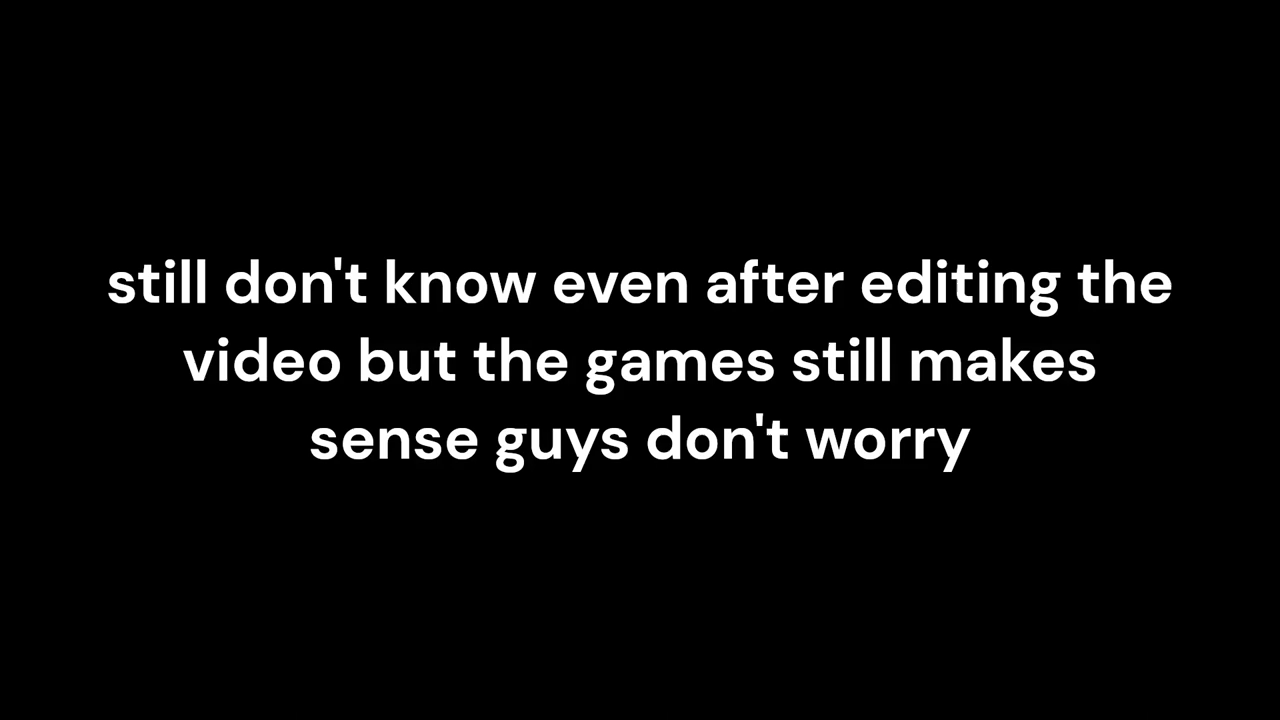 still don't know even after editing the
video but the games still makes
sense guys don't worry